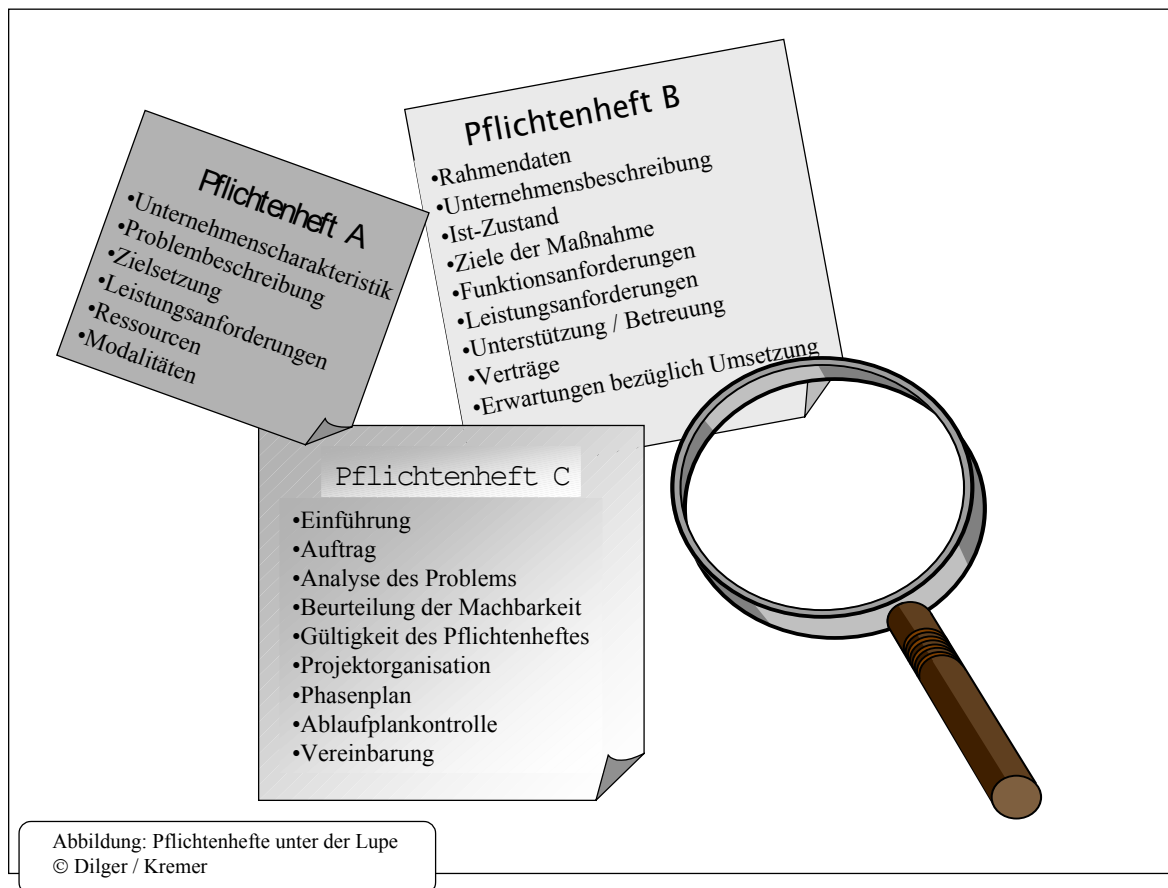 Pflichtenheft A
•Unternehmenscharakteristik
•Problembeschreibung
•Zielsetzung
•Leistungsanforderungen
•Ressourcen
•Modalitäten
Pflichtenheft B
•Rahmendaten
•Unternehmensbeschreibung
•Ist-Zustand
•Ziele der Maßnahme
•Funktionsanforderungen
•Leistungsanforderungen
•Unterstützung / Betreuung
•Verträge
•Erwartungen bezüglich Umsetzung
Pflichtenheft C
•Einführung
•Auftrag
•Analyse des Problems
•Beurteilung der Machbarkeit
•Gültigkeit des Pflichtenheftes
•Projektorganisation
•Phasenplan
•Ablaufplankontrolle
•Vereinbarung
Abbildung: Pflichtenhefte unter der Lupe
© Dilger / Kremer